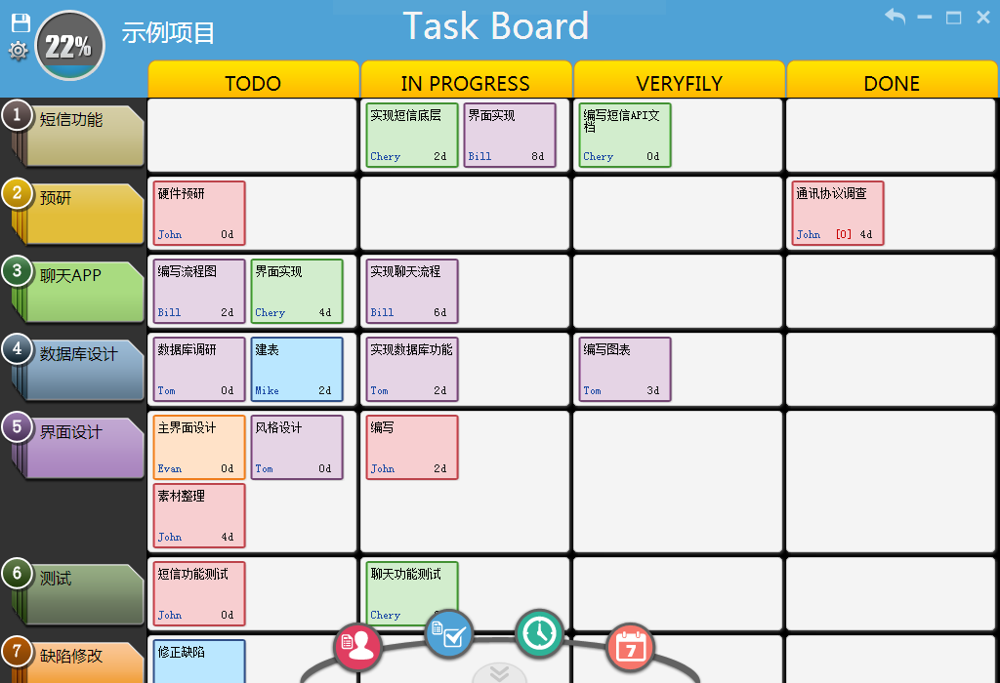 22%
示例项目
Task Board
TODO
IN PROGRESS
VERYFILY
DONE
1
短信功能
实现短信底层
Chery 2d
界面实现
Bill 8d
编写短信API文
档
Chery 0d
2
预研
硬件预研
John 0d
通讯协议调查
John [0] 4d
3
聊天APP
编写流程图
Bill 2d
界面实现
Chery 4d
实现聊天流程
Bill 6d
4
数据库设计
数据库调研
Tom 0d
建表
Mike 2d
实现数据库功能
Tom 2d
编写图表
Tom 3d
5
界面设计
主界面设计
Evan 0d
风格设计
Tom 0d
编写
John 2d
素材整理
John 4d
6
测试
短信功能测试
John 0d
聊天功能测试
Chery
7
缺陷修改
修正缺陷
7